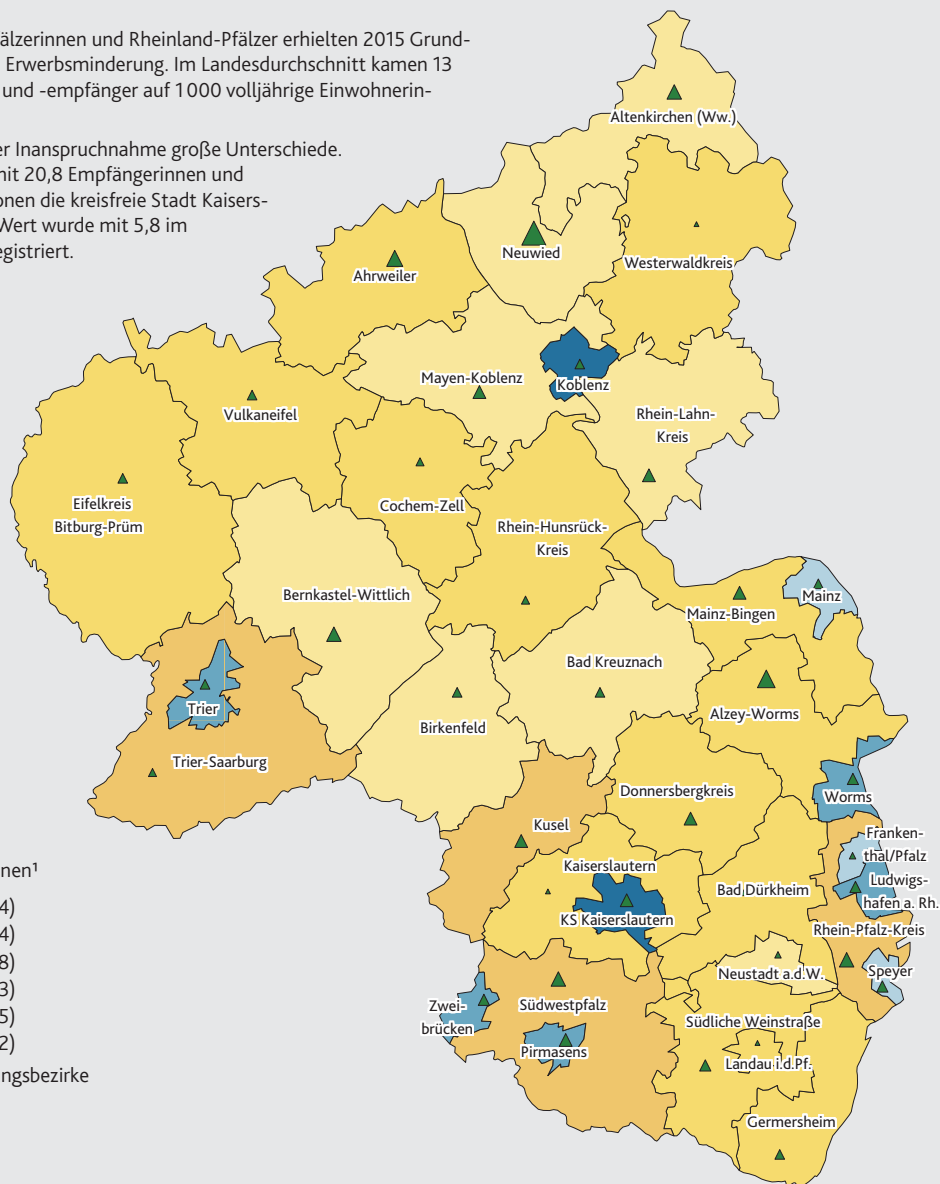 älzerinnen und Rheinland-Pfälzer erhielten 2015 Grund-
Erwerbsminderung. Im Landesdurchschnitt kamen 13
und -empfänger auf 1000 volljährige Einwohnerin-
er Inanspruchnahme große Unterschiede.
mit 20,8 Empfängerinnen und
onen die kreisfreie Stadt Kaisers-
Wert wurde mit 5,8 im
egistriert.
Altenkirchen (Ww.)
Neuwied
Westerwaldkreis
Ahrweiler
Mayen-Koblenz
Koblenz
Vulkaneifel
Rhein-Lahn-
Kreis
Eifelkreis
Bitburg-Prüm
Cochem-Zell
Rhein-Hunsrück-
Kreis
Bernkastel-Wittlich
Mainz
Mainz-Bingen
Bad Kreuznach
Trier
Birkenfeld
Alzey-Worms
Trier-Saarburg
Donnersbergkreis
Worms
Kusel
Franken-
thal/Pfalz
Kaiserslautern
Ludwigs-
hafen a. Rh.
Bad Dürkheim
KS Kaiserslautern
Rhein-Pfalz-Kreis
Neustadt a.d.W.
Speyer
Zwei-
brücken
Südwestpfalz
Südliche Weinstraße
Pirmasens
Landau i.d.Pf.
Germersheim
nen¹
4)
4)
8)
3)
5)
2)
ngsbezirke